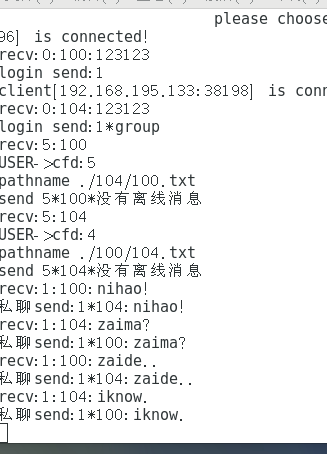 please choose
96] is connected!
recv:0:100:123123
login send:1
client[192.168.195.133:38198] is conn
recv:0:104:123123
login send:1*group
recv:5:100
USER->cfd:5
pathname ./104/100.txt
send 5*100*没有离线消息
recv:5:104
USER->cfd:4
pathname ./100/104.txt
send 5*104*没有离线消息
recv:1:100:nihao!
私聊send:1*104:nihao!
recv:1:104:zaima?
私聊send:1*100:zaima?
recv:1:100:zaide..
私聊send:1*104:zaide..
recv:1:104:iknow.
私聊send:1*100:iknow.